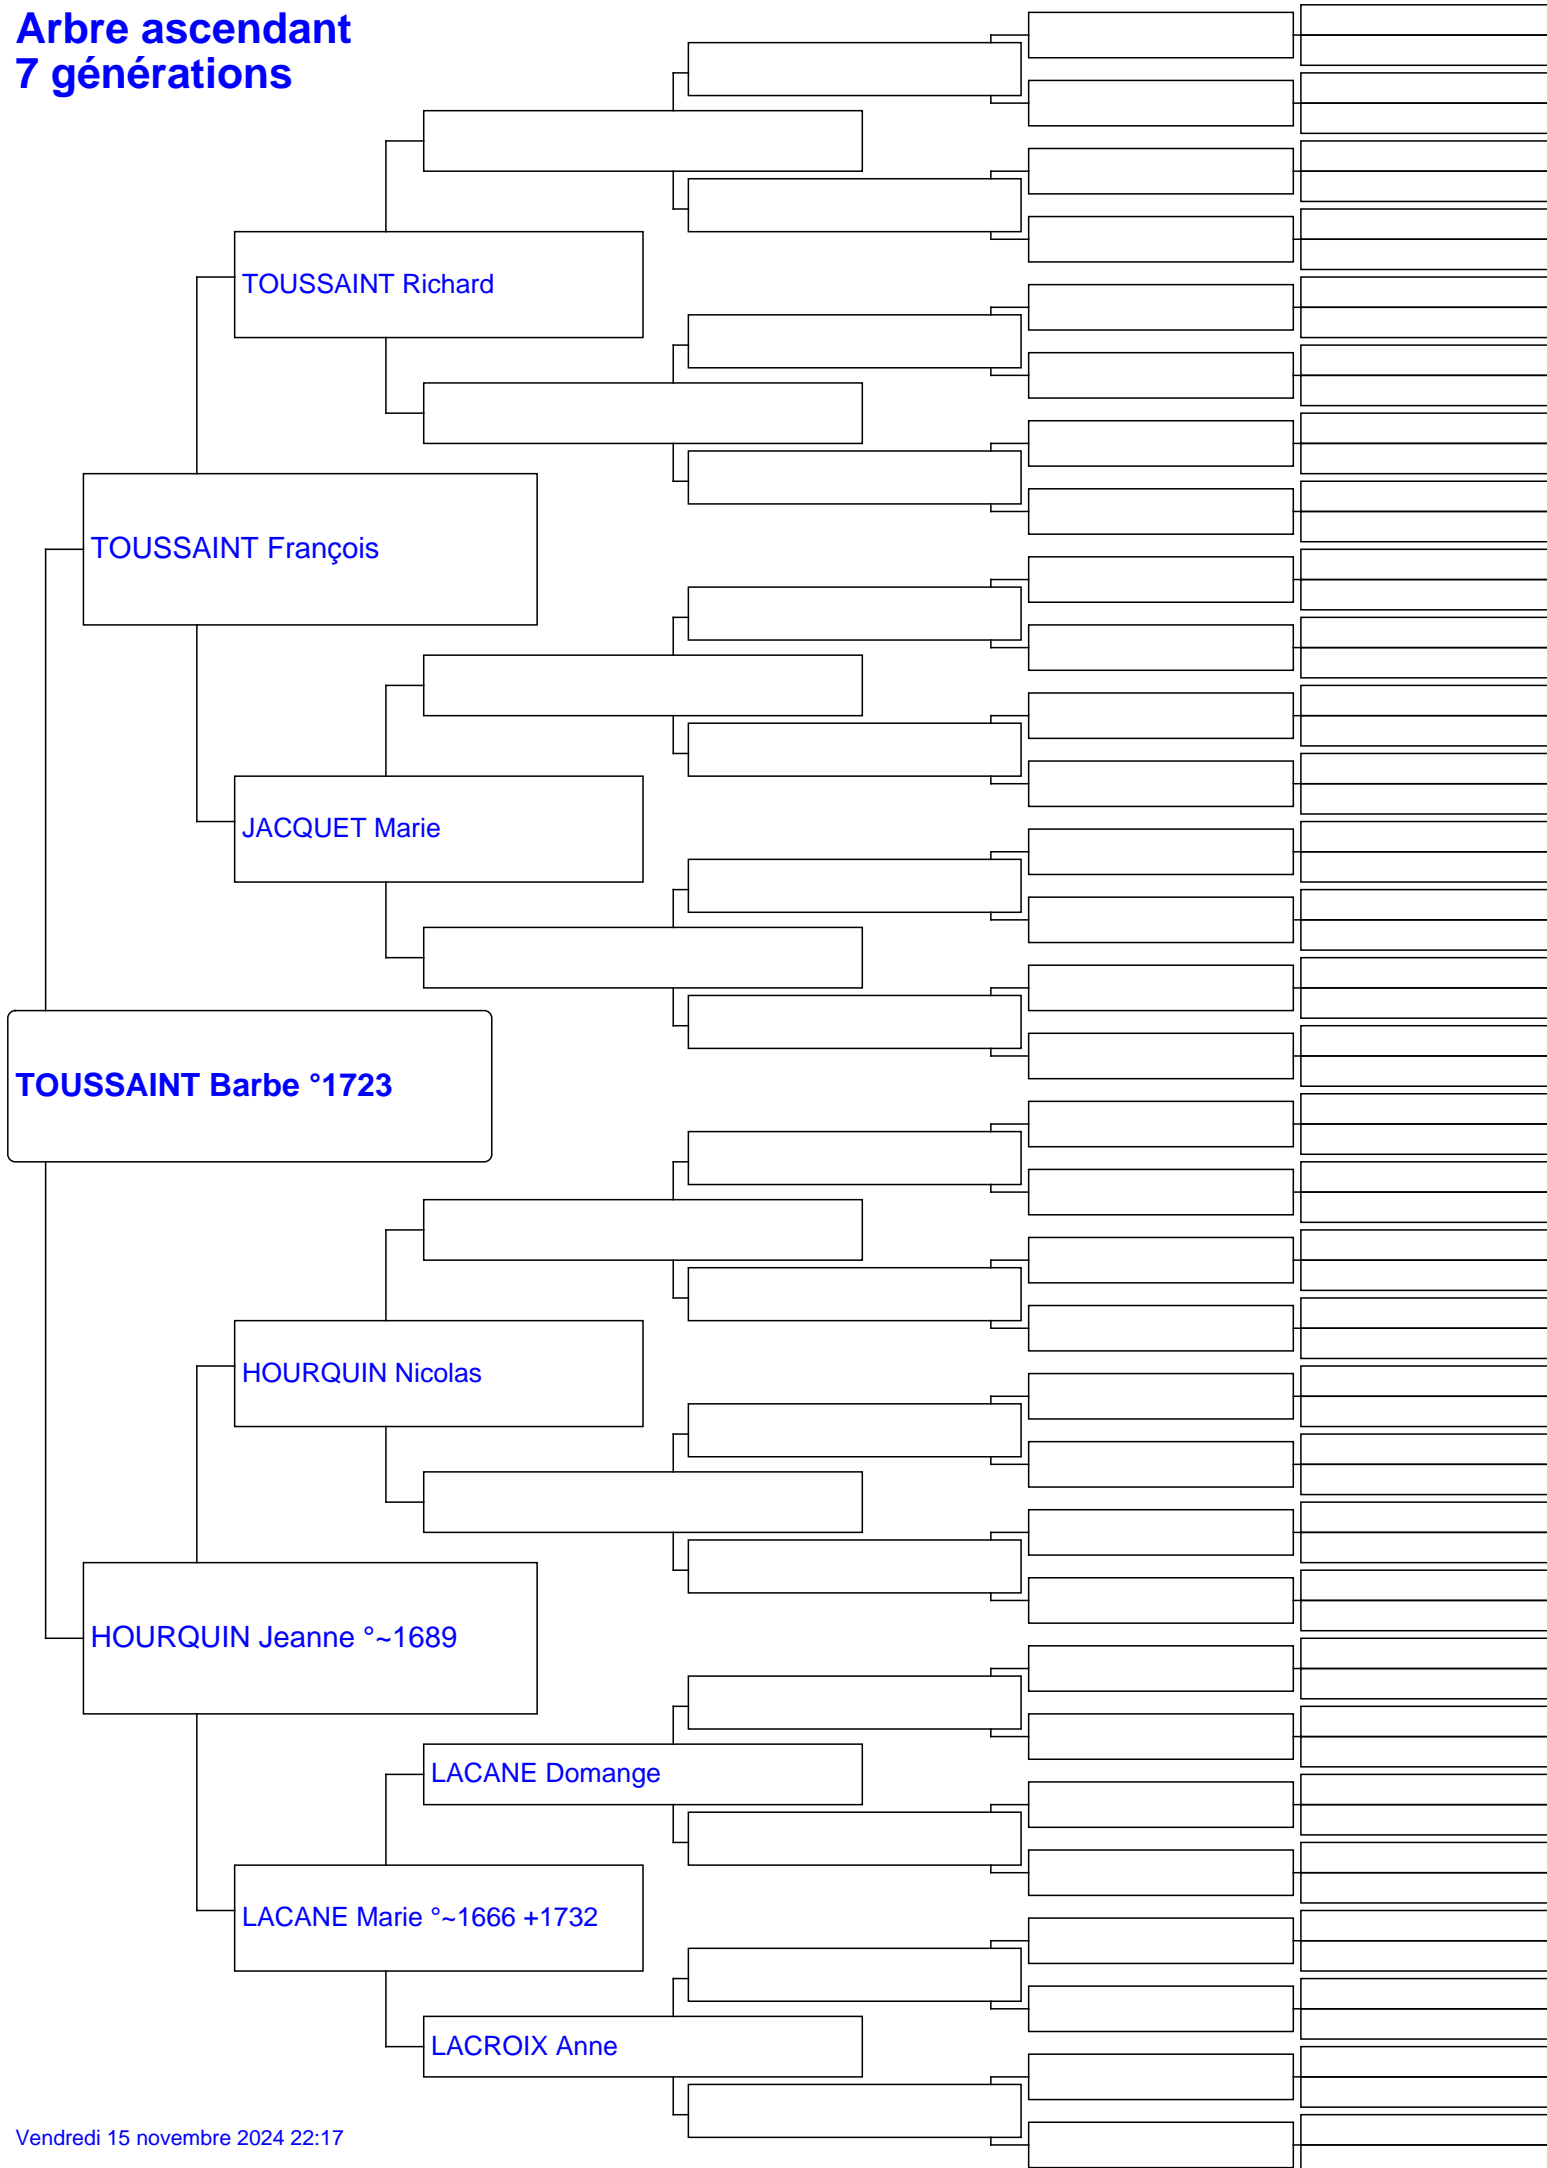 Arbre ascendant
7 générations
TOUSSAINT Richard
TOUSSAINT François
JACQUET Marie
TOUSSAINT Barbe °1723
HOURQUIN Nicolas
HOURQUIN Jeanne °~1689
LACANE Domange
LACANE Marie °~1666 +1732
LACROIX Anne
Vendredi 15 novembre 2024 22:17